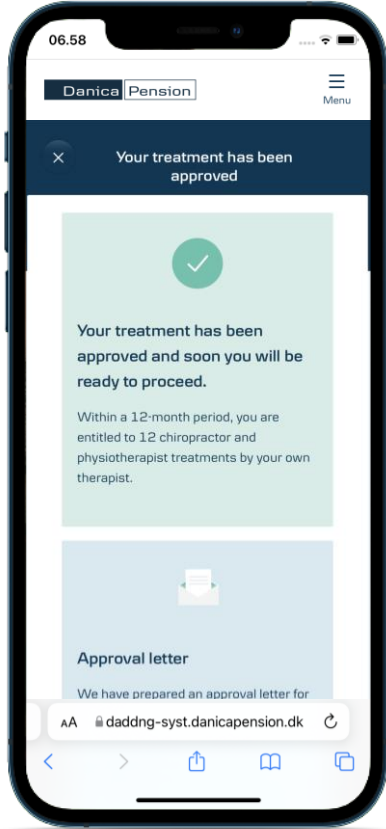 06.58
Danica Pension
Menu
Your treatment has been
approved
Your treatment has been
approved and soon you will be
ready to proceed.
Within a 12-month period, you are
entitled to 12 chiropractor and
physiotherapist treatments by your own
therapist.
Approval letter
We have prepared an approval letter for
AA daddng-syst.danicapension.dk